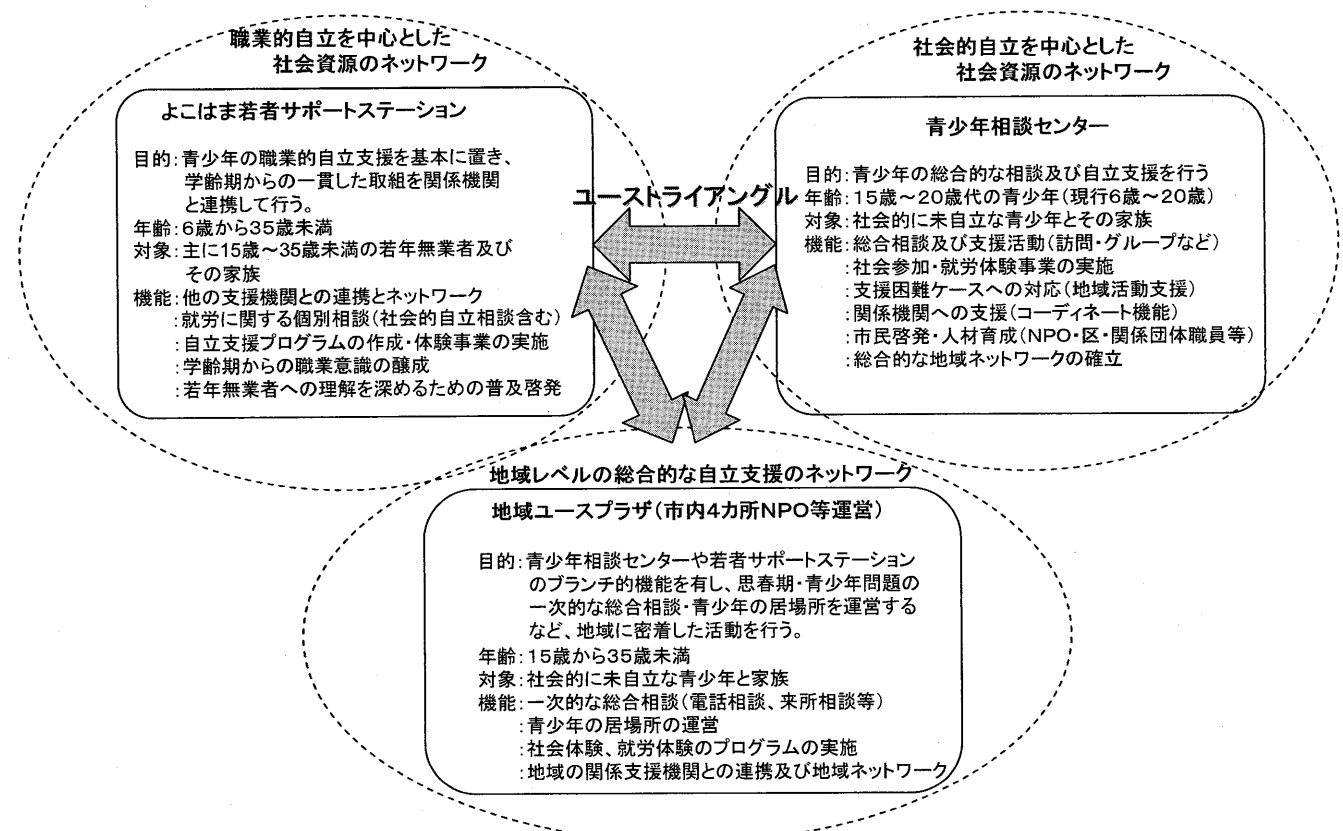 職業的自立を中心とした
社会資源のネットワーク
よこはま若者サポートステーション
目的:青少年の職業的自立支援を基本に置き、
学齢期からの一貫した取組を関係機関
と連携して行う。
年齢:6歳から35歳未満
対象:主に15歳～35歳未満の若年無業者及び
その家族
機能:他の支援機関との連携とネットワーク
:就労に関する個別相談(社会的自立相談含む)
:自立支援プログラムの作成・体験事業の実施
:学齢期からの職業意識の醸成
:若年無業者への理解を深めるための普及啓発
ユーストライアングル
社会的自立を中心とした
社会資源のネットワーク
青少年相談センター
目的:青少年の総合的な相談及び自立支援を行う
年齢:15歳～20歳代の青少年(現行6歳～20歳)
対象:社会的に未自立な青少年とその家族
機能:総合相談及び支援活動(訪問・グループなど)
:社会参加・就労体験事業の実施
:支援困難ケースへの対応(地域活動支援)
:関係機関への支援(コーディネート機能)
:市民啓発・人材育成(NPO・区・関係団体職員等)
:総合的な地域ネットワークの確立
地域レベルの総合的な自立支援のネットワーク
地域ユースプラザ(市内4カ所NPO等運営)
目的:青少年相談センターや若者サポートステーション
のブランチ的機能を有し、思春期・青少年問題の
一次的な総合相談・青少年の居場所を運営する
など、地域に密着した活動を行う。
年齢:15歳から35歳未満
対象:社会的に未自立な青少年と家族
機能:一次的な総合相談(電話相談、来所相談等)
:青少年の居場所の運営
:社会体験、就労体験のプログラムの実施
:地域の関係支援機関との連携及び地域ネットワーク